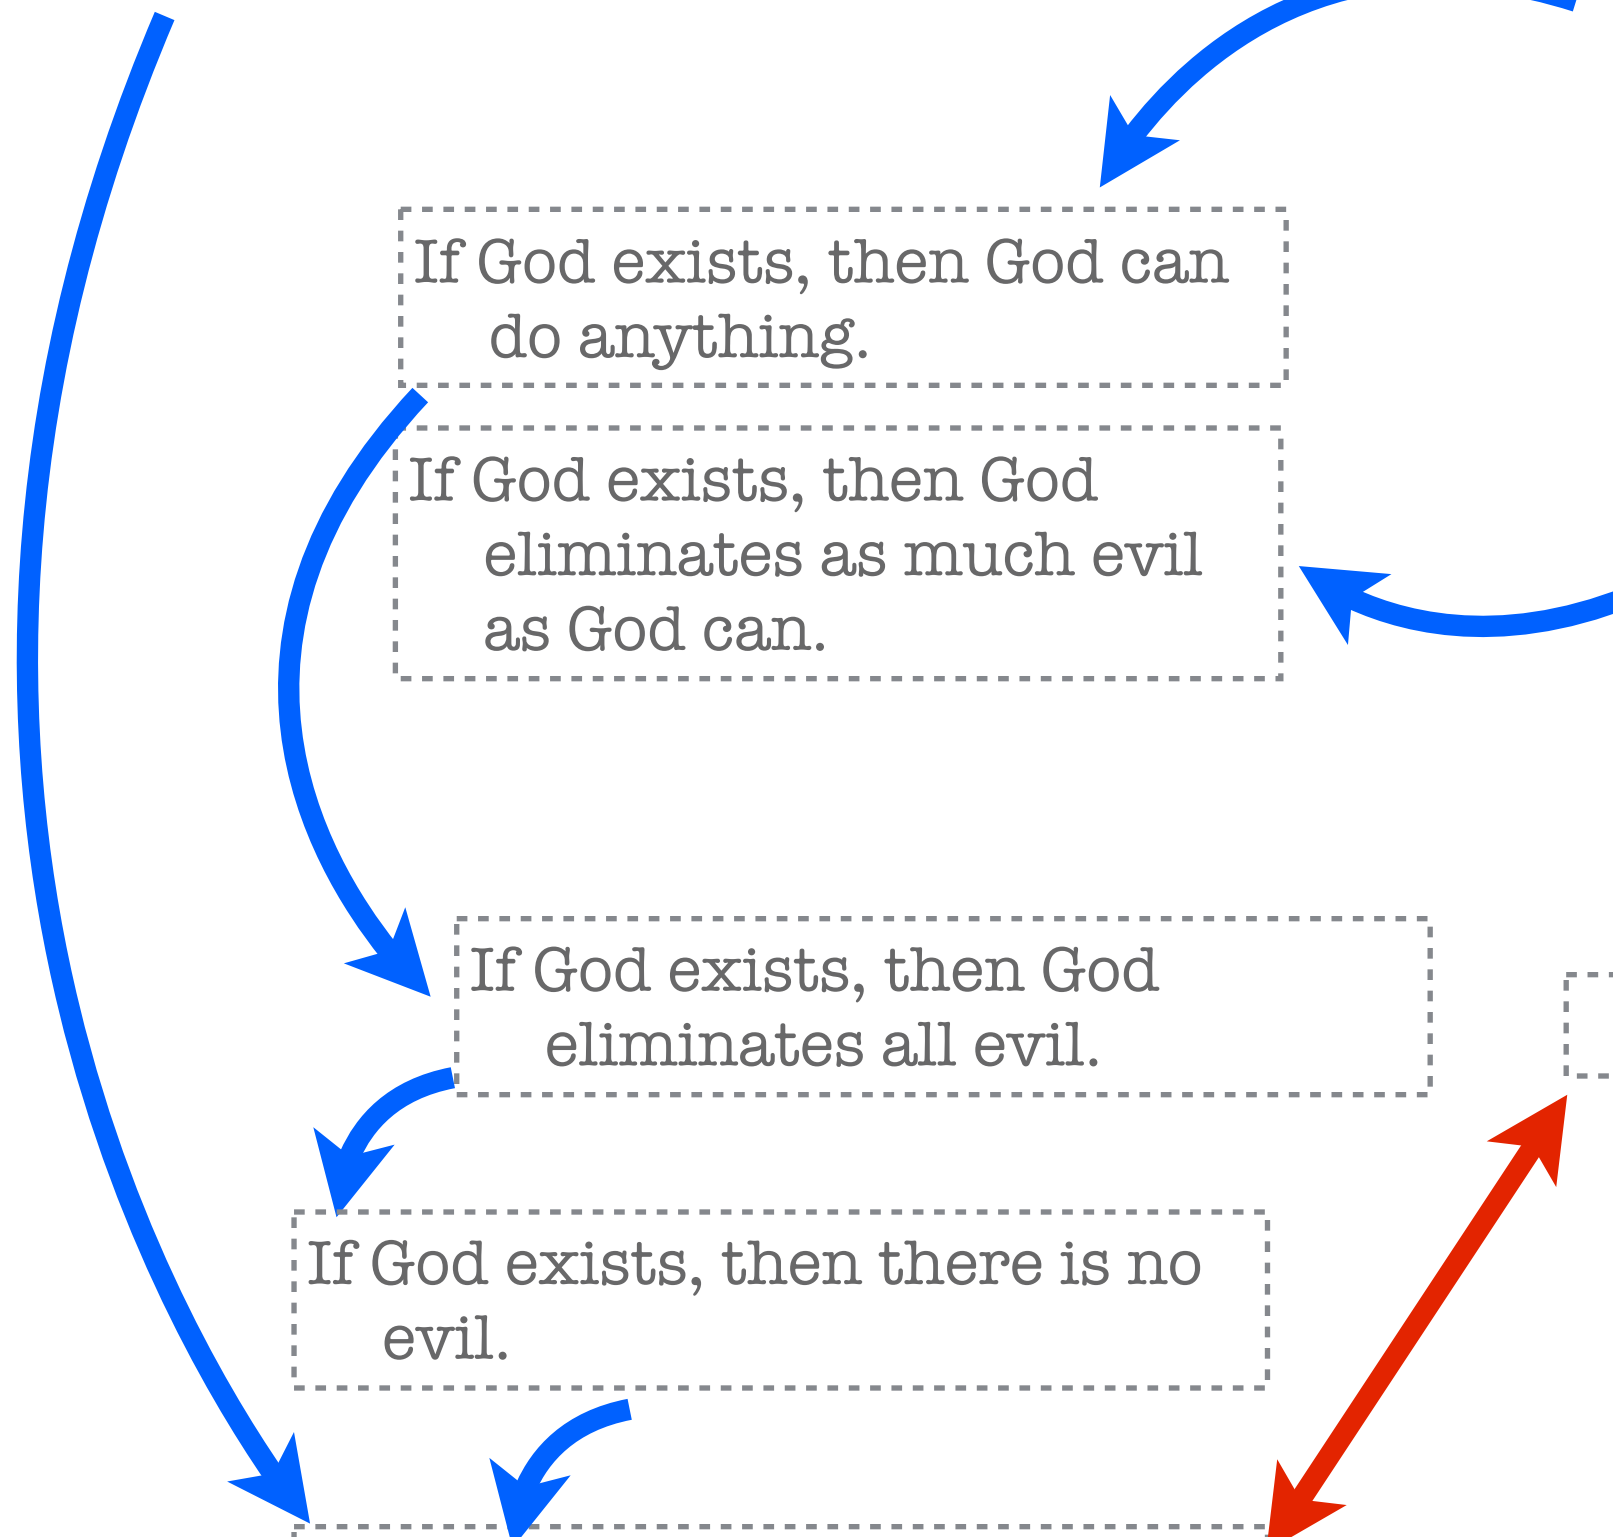 If God exists, then God can
do anything.
If God exists, then God
eliminates as much evil
as God can.
If God exists, then God
eliminates all evil.
If God exists, then there is no
evil.